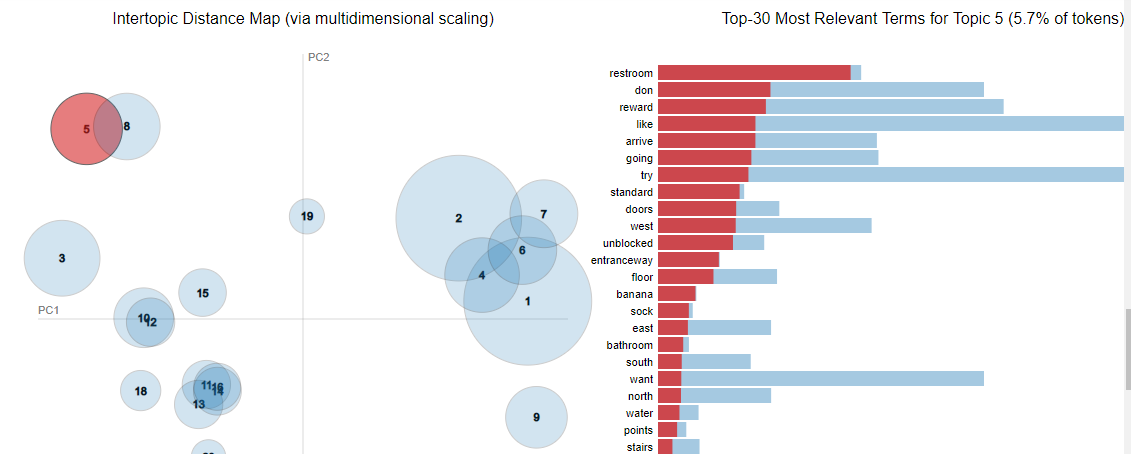 Intertopic Distance Map (via multidimensional scaling)
Top-30 Most Relevant Terms for Topic 5 (5.7% of tokens)
PC2
PC1
5
8
19
2
7
6
4
1
3
15
10
12
18
11
16
14
13
9
restroom
don
reward
like
arrive
going
try
standard
doors
west
unblocked
entranceway
floor
banana
sock
east
bathroom
south
want
north
water
points
stairs